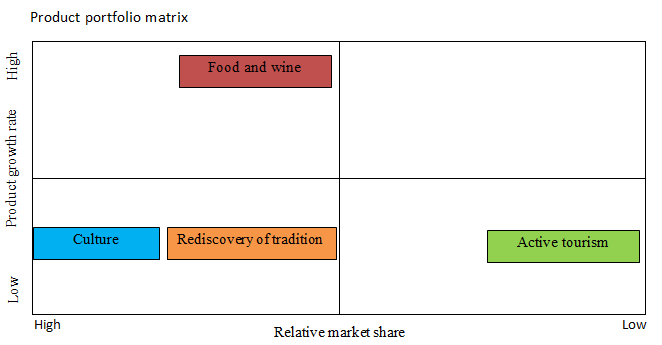 Product portfolio matrix
High
Food and wine
Product growth rate
Culture
Rediscovery of tradition
Active tourism
Low
High
Low
Relative market share